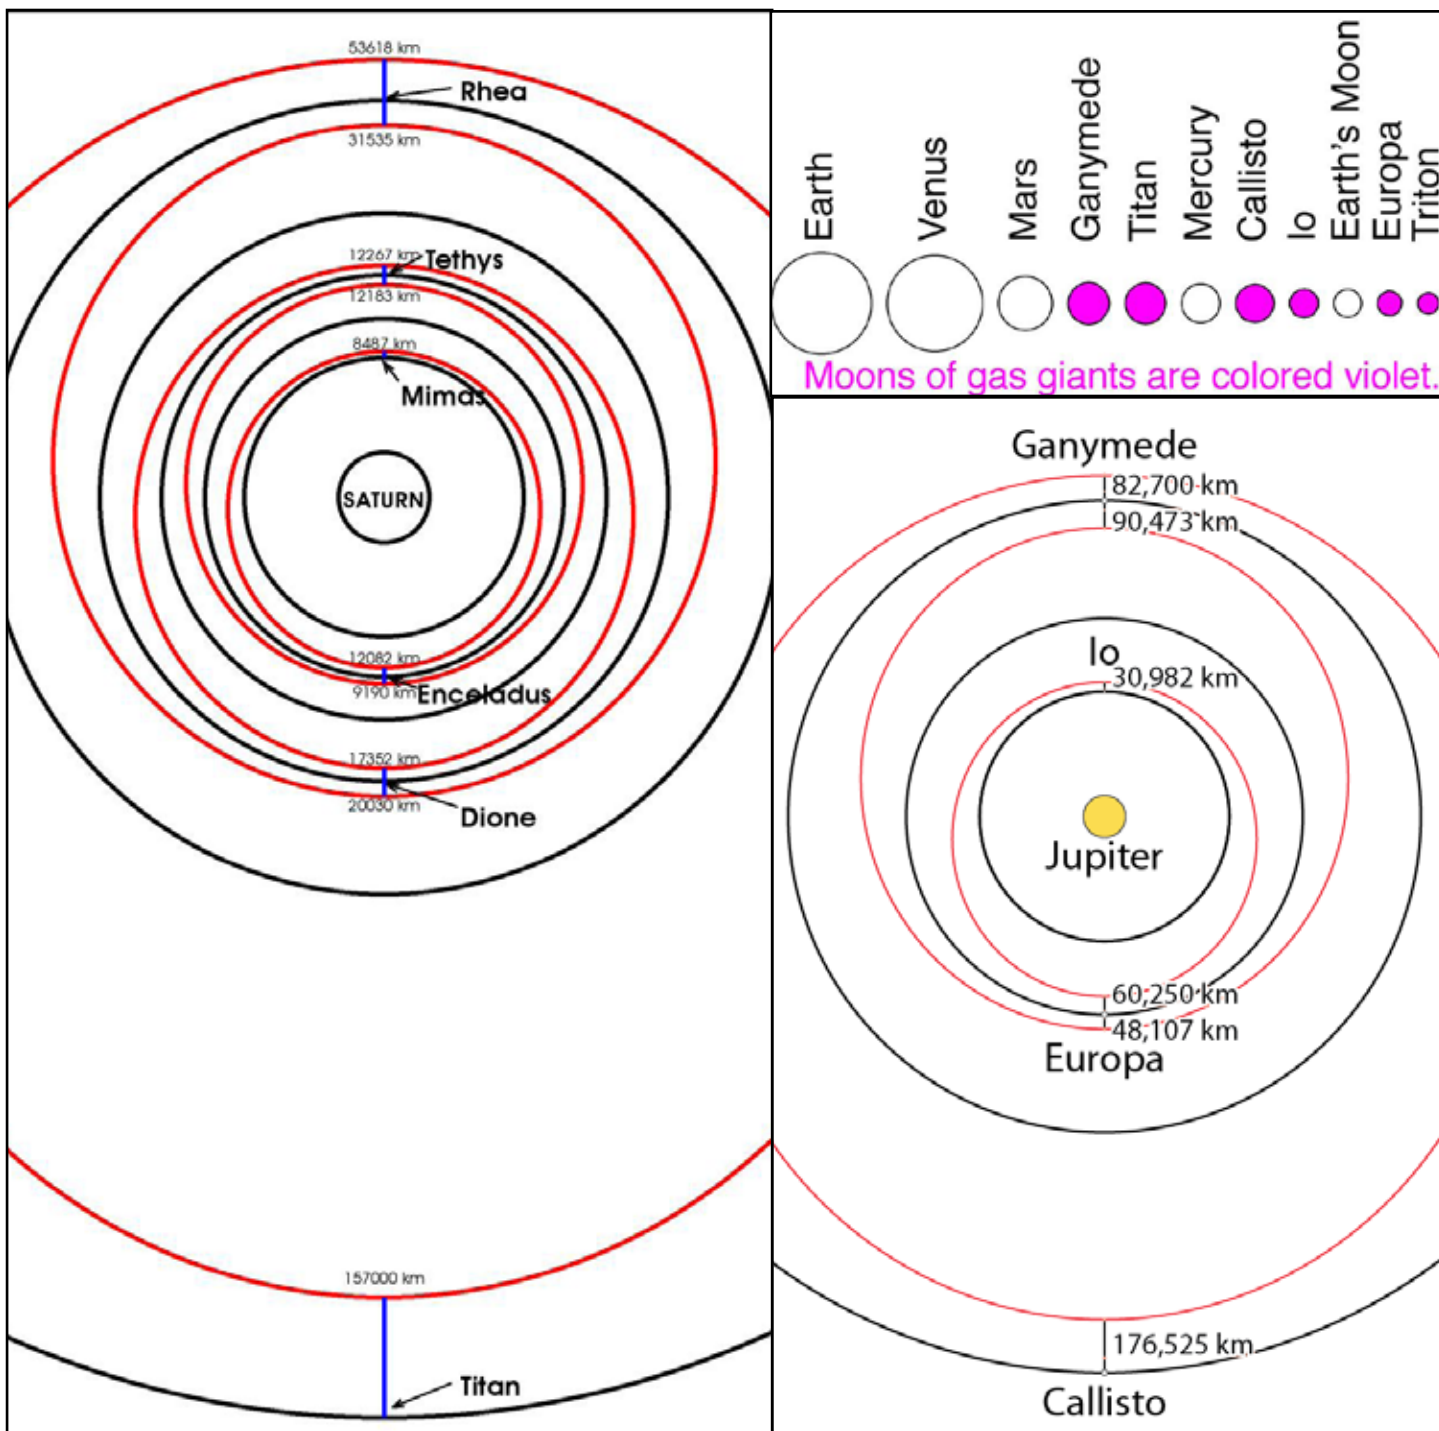 53618 km
Rhea
31535 km
12267 km
Tethys
12183 km
8487 km
Mimas
SATURN
12082 km
9190 km
Enceladus
17352 km
20030 km
Dione
157000 km
Titan
Earth
Venus
Mars
Ganymede
Titan
Mercury
Callisto
Io
Earth's Moon
Europa
Triton
Moons of gas giants are colored violet.
Ganymede
82,700 km
90,473 km
Io
30,982 km
Jupiter
60,250 km
48,107 km
Europa
176,525 km
Callisto